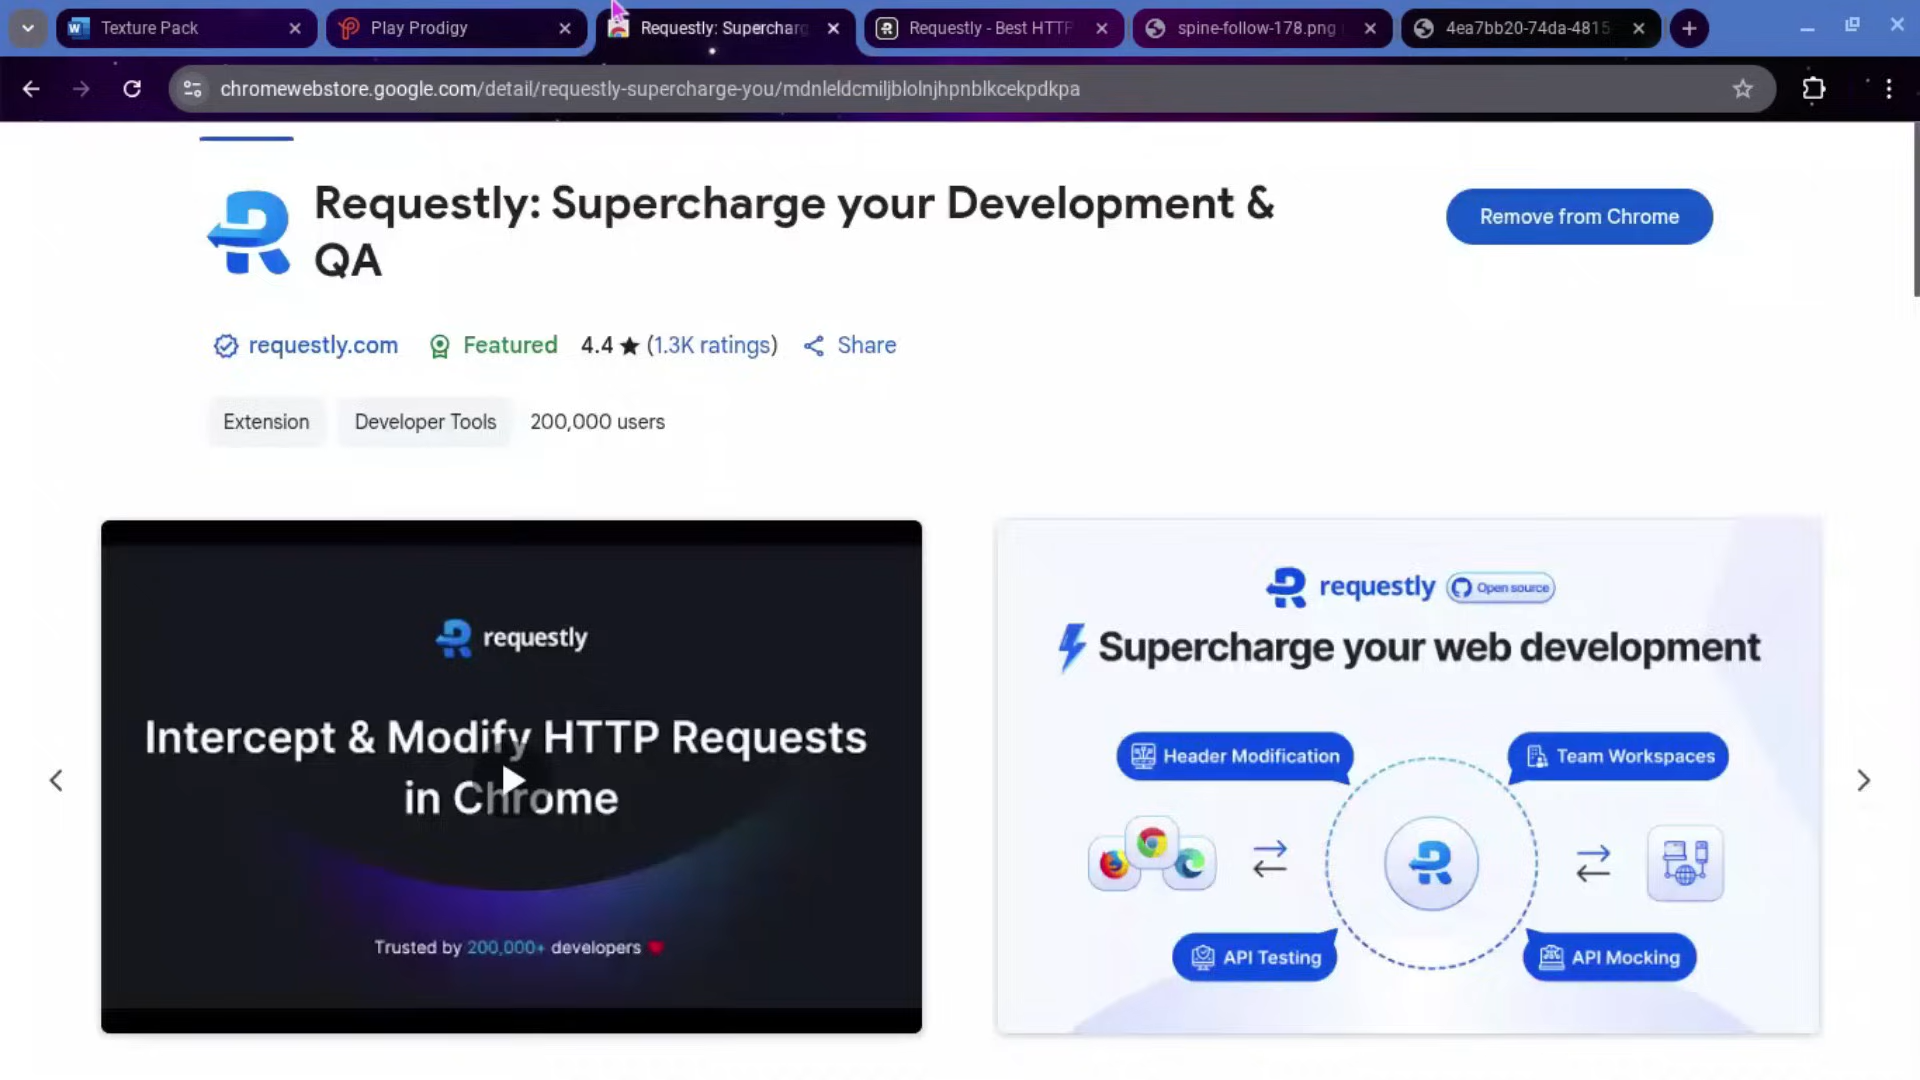 Texture Pack
Play Prodigy
Requestly: Supercharg
Requestly - Best HTTP
spine-follow-178.png
4ea7bb20-74da-4815
chromewebstore.google.com/detail/requestly-supercharge-you/mdnleldcmiljblolnjhpnblkcekpdkpa
Requestly: Supercharge your Development &
QA
Remove from Chrome
requestly.com
Featured
4.4 ★ (1.3K ratings)
Share
Extension
Developer Tools
200,000 users
requestly
Intercept & Modify HTTP Requests
in Chrome
Trusted by 200,000+ developers
requestly
Open source
Supercharge your web development
Header Modification
Team Workspaces
API Testing
API Mocking